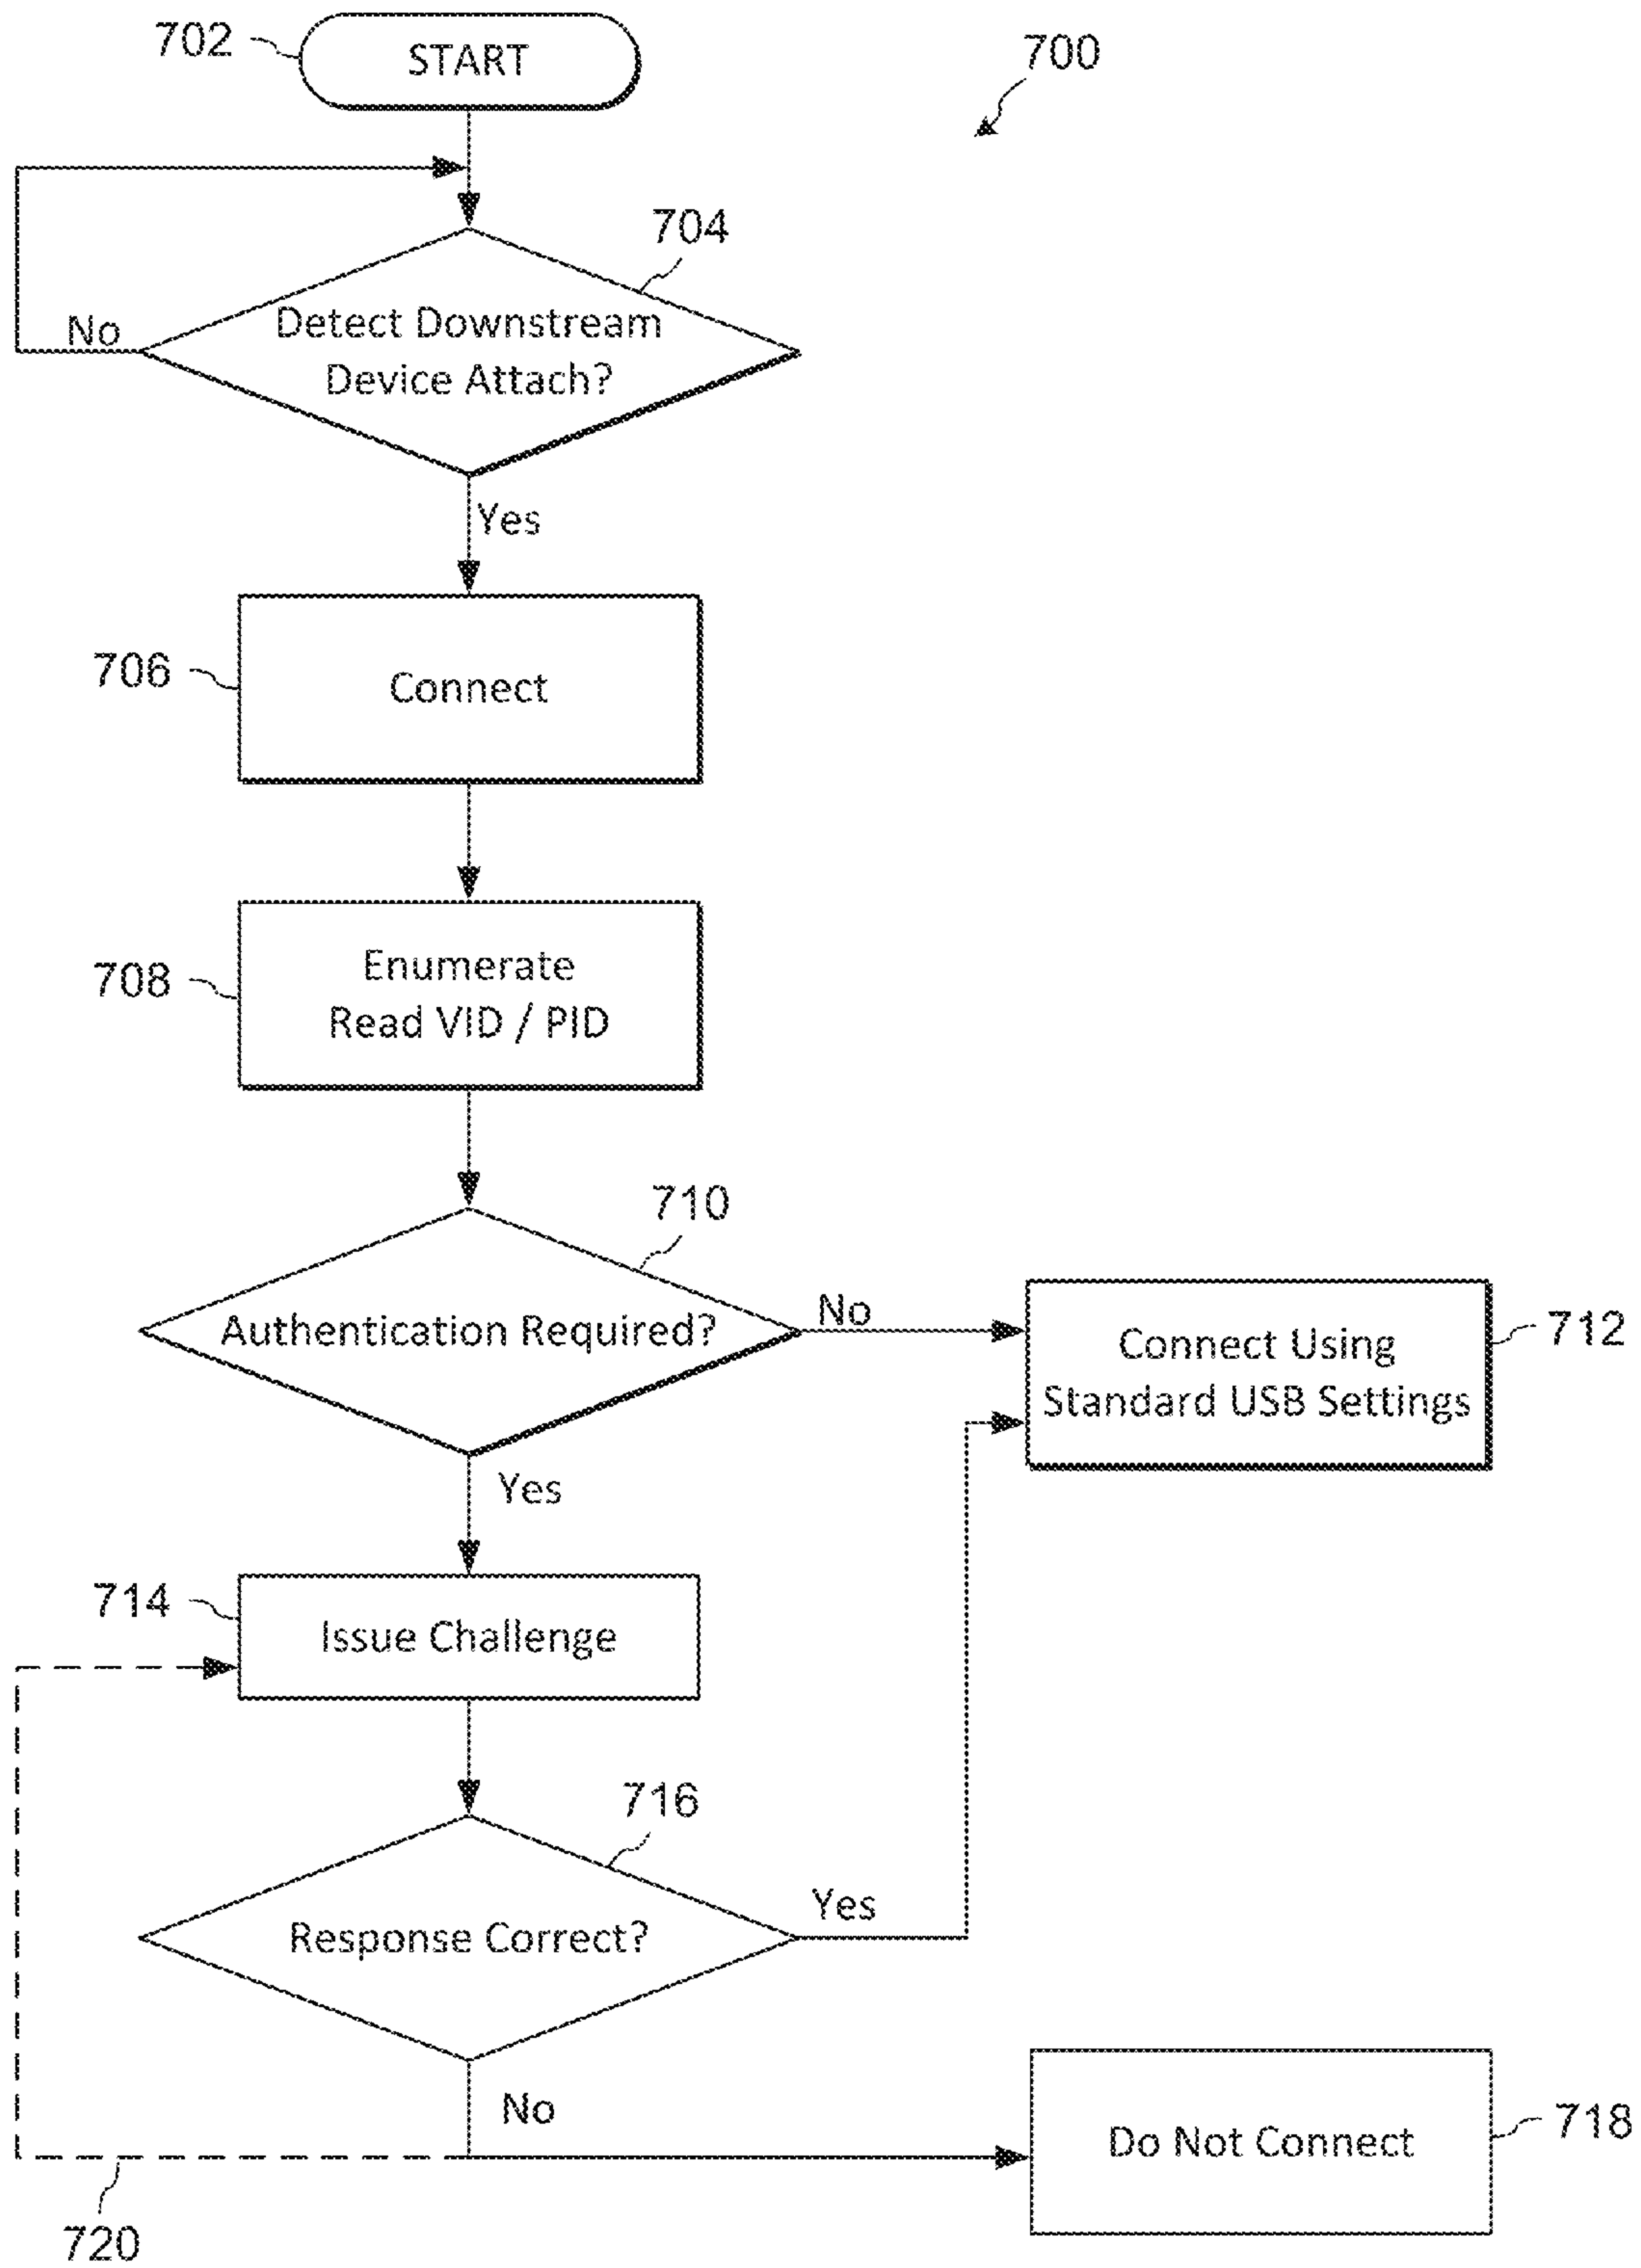 702
START
700
704
No
Detect Downstream
Device Attach?
Yes
706
Connect
708
Enumerate
Read VID / PID
710
Authentication Required?
No
Connect Using
Standard USB Settings
712
Yes
714
Issue Challenge
716
Response Correct?
Yes
No
Do Not Connect
718
720